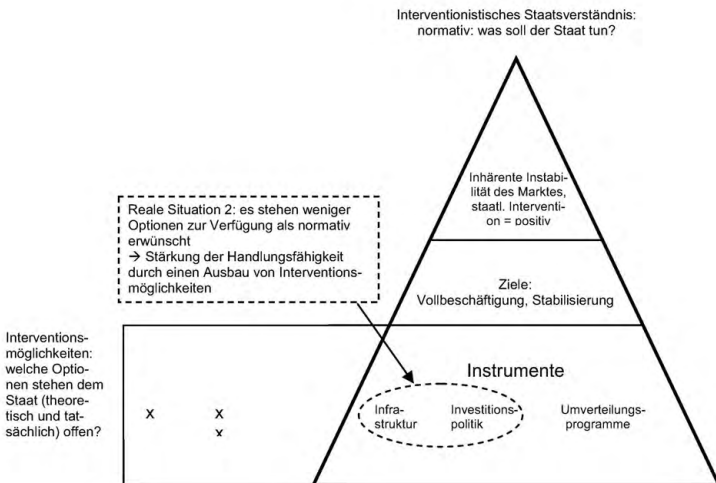 Interventionistisches Staatsverständnis:
normativ: was soll der Staat tun?
Inhärente Instabi-
lität des Marktes,
staatl. Interventi-
on = positiv
Reale Situation 2: es stehen weniger
Optionen zur Verfügung als normativ
erwünscht
→ Stärkung der Handlungsfähigkeit
durch einen Ausbau von Interventions-
möglichkeiten
Ziele:
Vollbeschäftigung, Stabilisierung
Interventions-
möglichkeiten:
welche Optio-
nen stehen dem
Staat (theore-
tisch und tat-
sächlich) offen?
x x
x
Instrumente
Infra-
struktur
Investitions-
politik
Umverteilungs-
programme